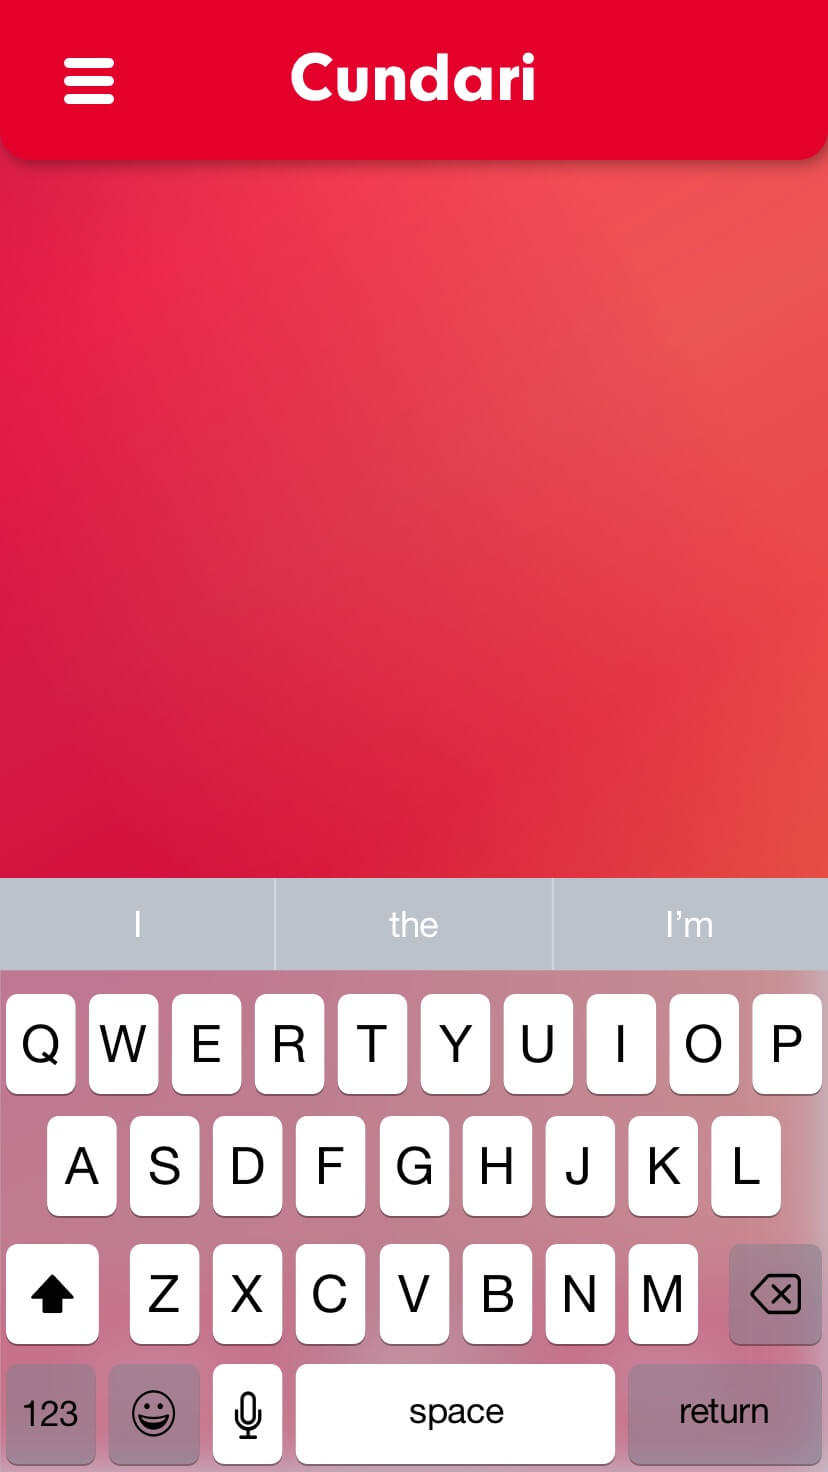 Cundari
I the I’m
Q W E R T Y U I O P
A S D F G H J K L
Z X C V B N M
123 space return